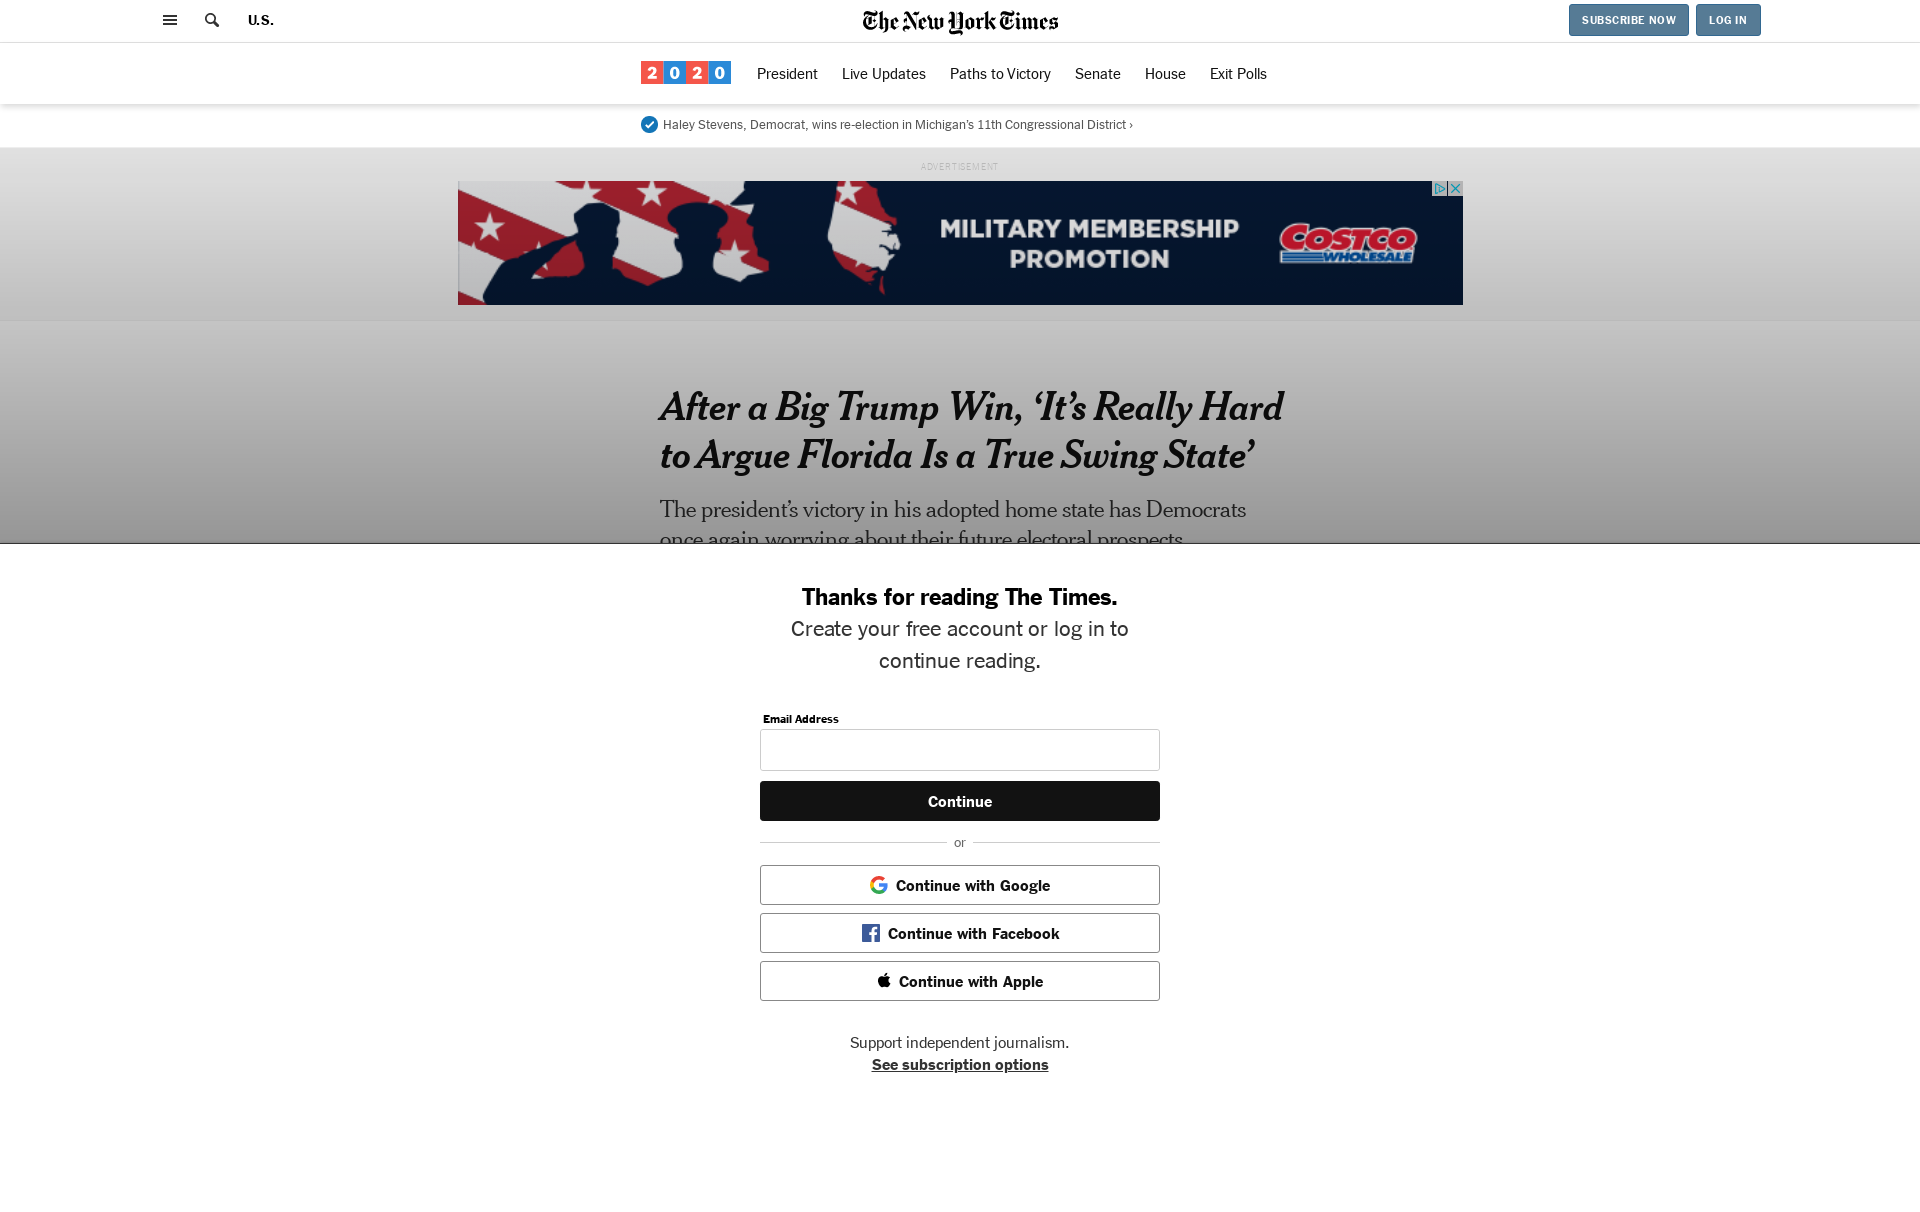 U.S.
The New York Times
SUBSCRIBE NOW
LOG IN
2020
President
Live Updates
Paths to Victory
Senate
House
Exit Polls
Haley Stevens, Democrat, wins re-election in Michigan’s 11th Congressional District ›
ADVERTISEMENT
MILITARY MEMBERSHIP
PROMOTION
COSTCO
WHOLESALE
After a Big Trump Win, ‘It’s Really Hard
to Argue Florida Is a True Swing State’
The president’s victory in his adopted home state has Democrats
once again worrying about their future electoral prospects
Thanks for reading The Times.
Create your free account or log in to
continue reading.
Email Address
Continue
or
Continue with Google
Continue with Facebook
Continue with Apple
Support independent journalism.
See subscription options